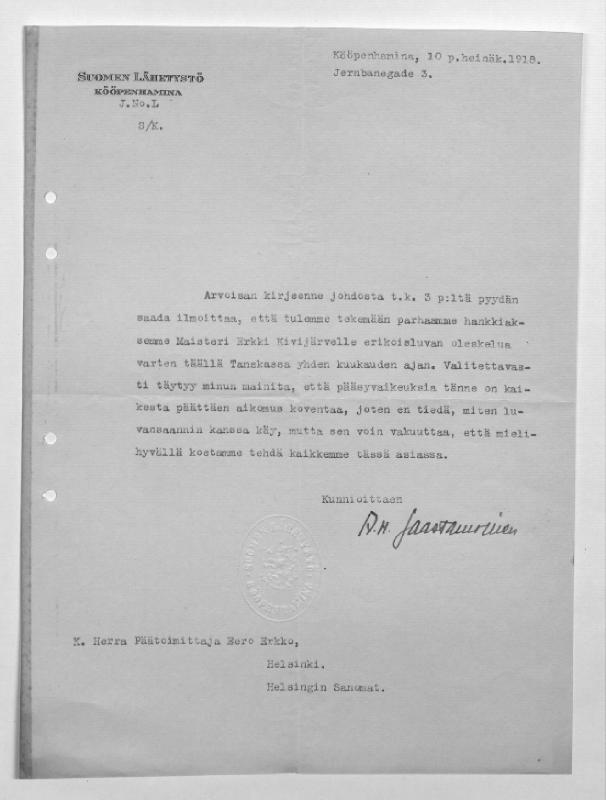 Kööpenhamina, 10 p.heinäk.1918.
Jernbanegade 3.
SUOMEN LÄHETYSTÖ
KÖÖPENHAMINA
J.No.L
S/K.
Arvoisan kirjeenne johdosta t.k. 3 p:ltä pyydän
saada ilmoittaa, että tulemme tekemään parhaamme hankkiak-
semme Maisteri Erkki Kivijärvelle erikoisluvan oleskelua
varten täällä Tanskassa yhden kuukauden ajan. Valitettavas-
ti täytyy minun mainita, että pääsyvaikeuksia tänne on kai-
kesta päättäen aikomus koventaa, joten en tiedä, miten lu-
vansaannin kanssa käy, mutta sen voin vakuuttaa, että mieli-
hyvällä koetamme tehdä kaikkemme tässä asiassa.
Kunnioittaen
A.H. Saastamoinen
SUOMEN LÄHETYSTÖ
KÖÖPENHAMINA
K. Herra Päätoimittaja Eero Erkko,
Helsinki.
Helsingin Sanomat.